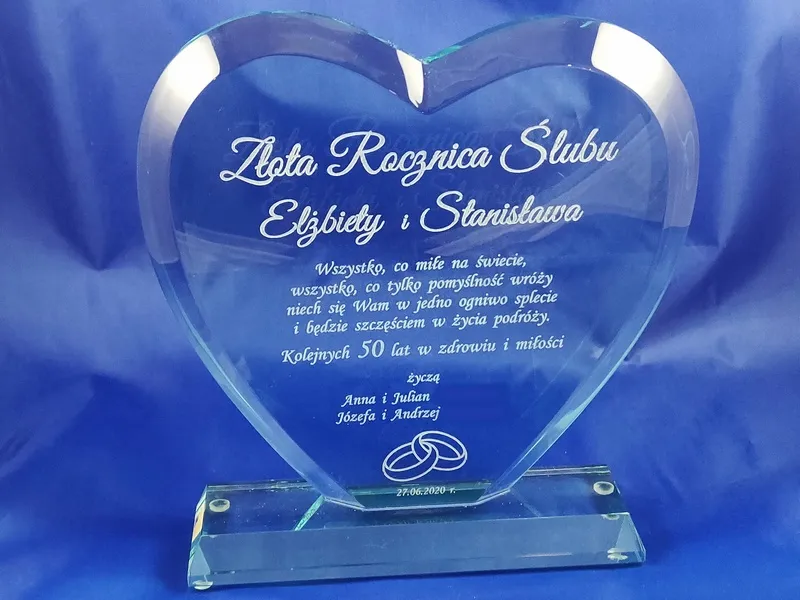 Złota Rocznica Ślubu
Elżbiety i Stanisława
Wszystko, co miłe na świecie,
wszystko, co tylko pomyślność wróży
niech się Wam w jedno ogniwo splecie
i będzie szczęściem w życia podróży.
Kolejnych 50 lat w zdrowiu i miłości
życzą
Anna i Julian
Józefa i Andrzej
27.06.2020 r.